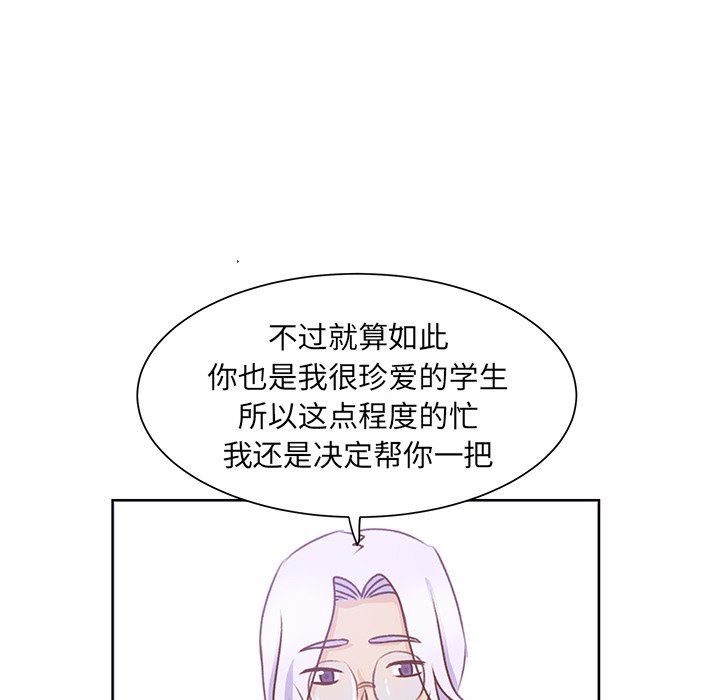 不过就算如此
你也是我很珍爱的学生
所以这点程度的忙
我还是决定帮你一把